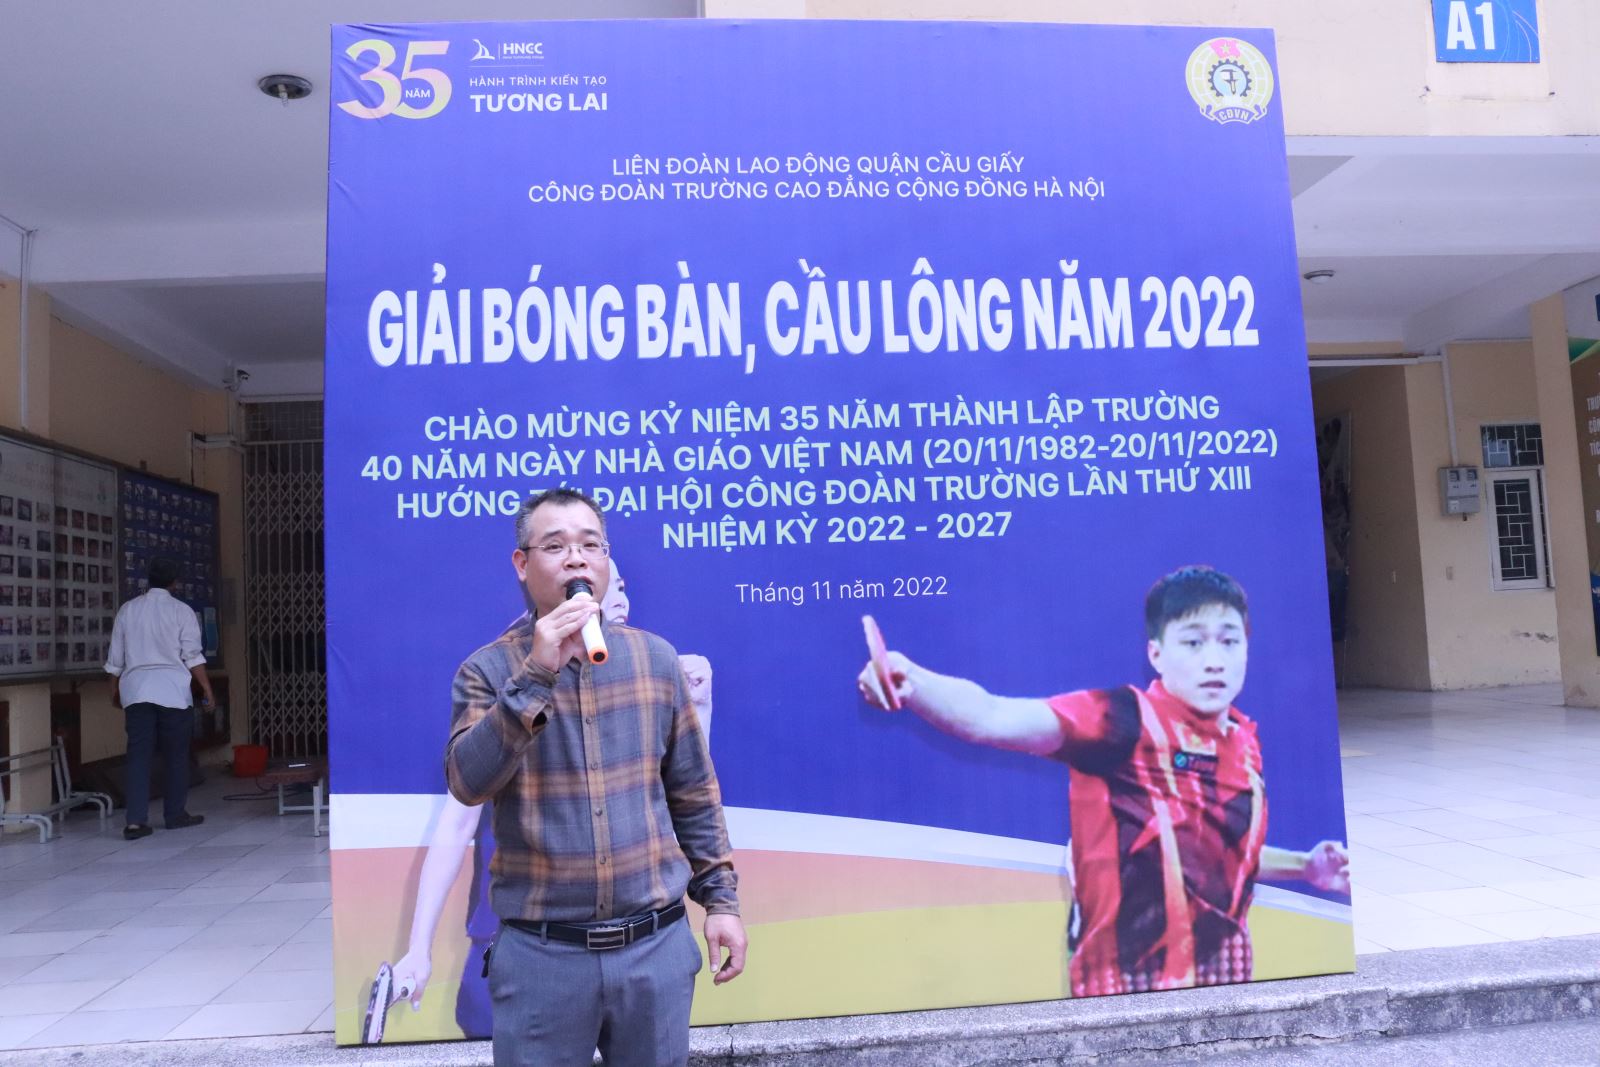 35 NĂM
HNCC
HÀNH TRÌNH KIẾN TẠO
TƯƠNG LAI
CĐVN
A1
LIÊN ĐOÀN LAO ĐỘNG QUẬN CẦU GIẤY
CÔNG ĐOÀN TRƯỜNG CAO ĐẲNG CỘNG ĐỒNG HÀ NỘI
GIẢI BÓNG BÀN, CẦU LÔNG NĂM 2022
CHÀO MỪNG KỶ NIỆM 35 NĂM THÀNH LẬP TRƯỜNG
40 NĂM NGÀY NHÀ GIÁO VIỆT NAM (20/11/1982-20/11/2022)
HƯỚNG TỚI ĐẠI HỘI CÔNG ĐOÀN TRƯỜNG LẦN THỨ XIII
NHIỆM KỲ 2022 - 2027
Tháng 11 năm 2022